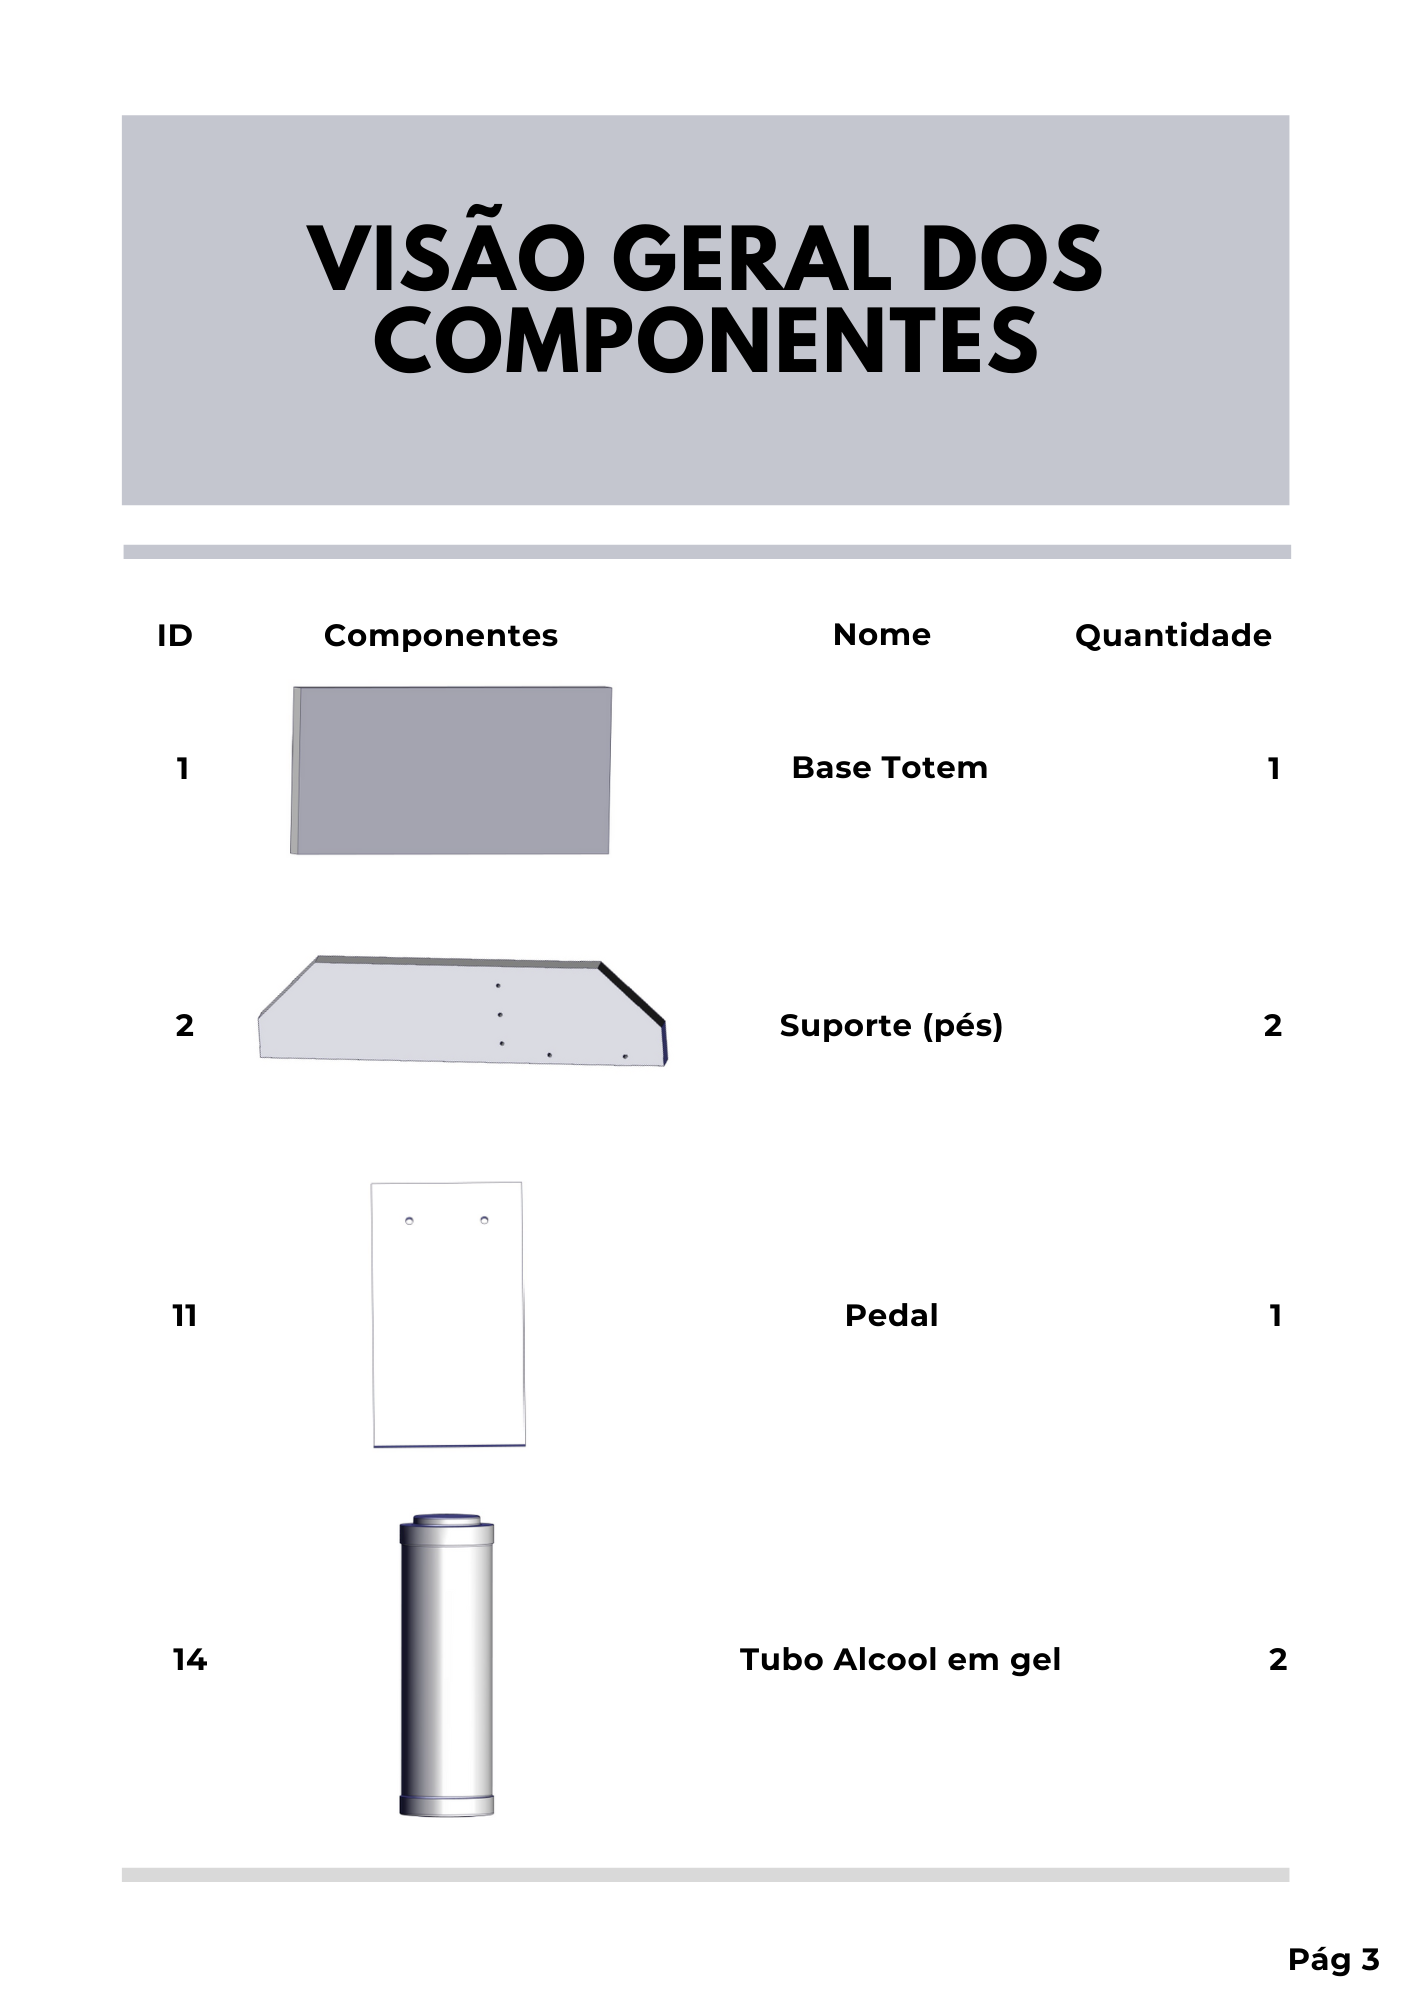 VISÃO GERAL DOS
COMPONENTES
ID Componentes Nome Quantidade
1 Base Totem 1
2 Suporte (pés) 2
11 Pedal 1
14 Tubo Alcool em gel 2
Pág 3